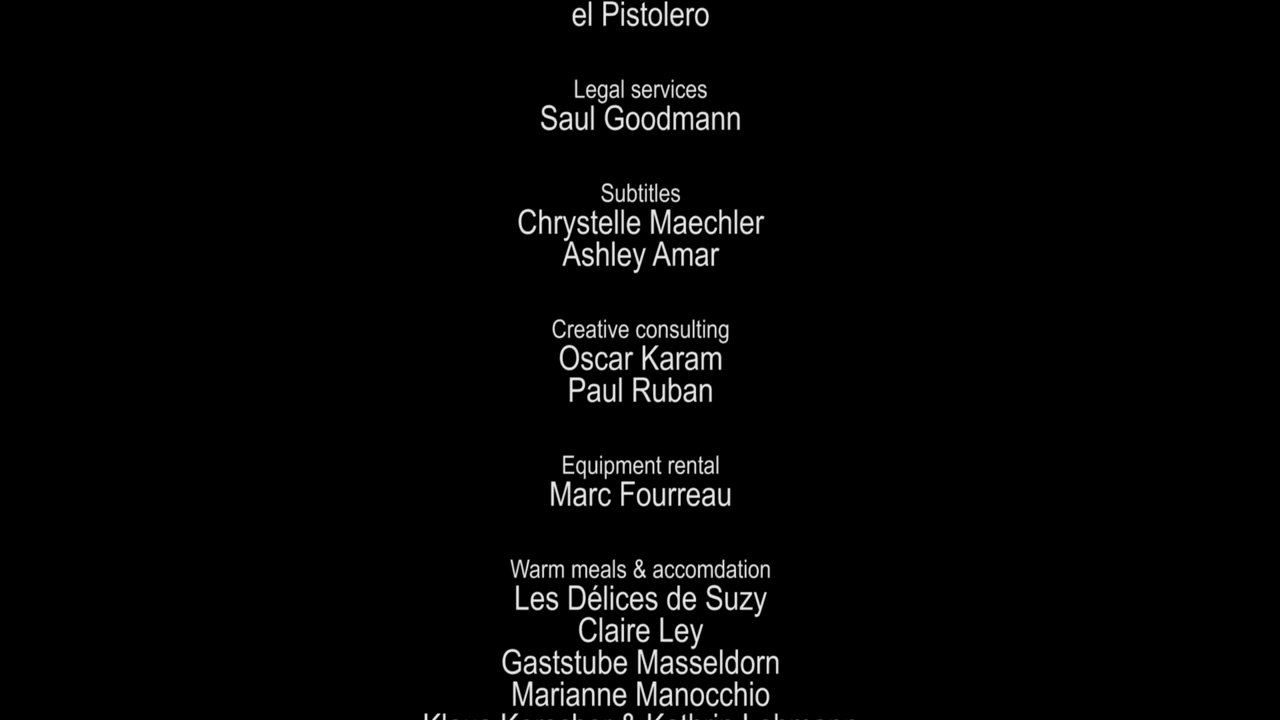 el Pistolero
Legal services
Saul Goodmann
Subtitles
Chrystelle Maechler
Ashley Amar
Creative consulting
Oscar Karam
Paul Ruban
Equipment rental
Marc Fourreau
Warm meals & accomdation
Les Délices de Suzy
Claire Ley
Gaststube Masseldorn
Marianne Manocchio